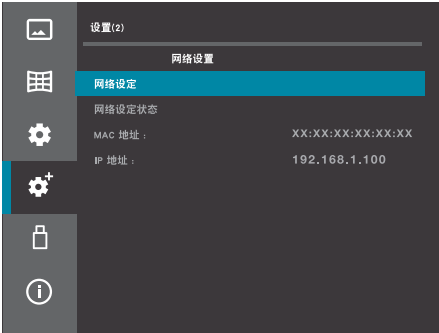 设置(2)
网络设置
网络设定
网络设定状态
MAC 地址： XX:XX:XX:XX:XX:XX
IP 地址： 192.168.1.100